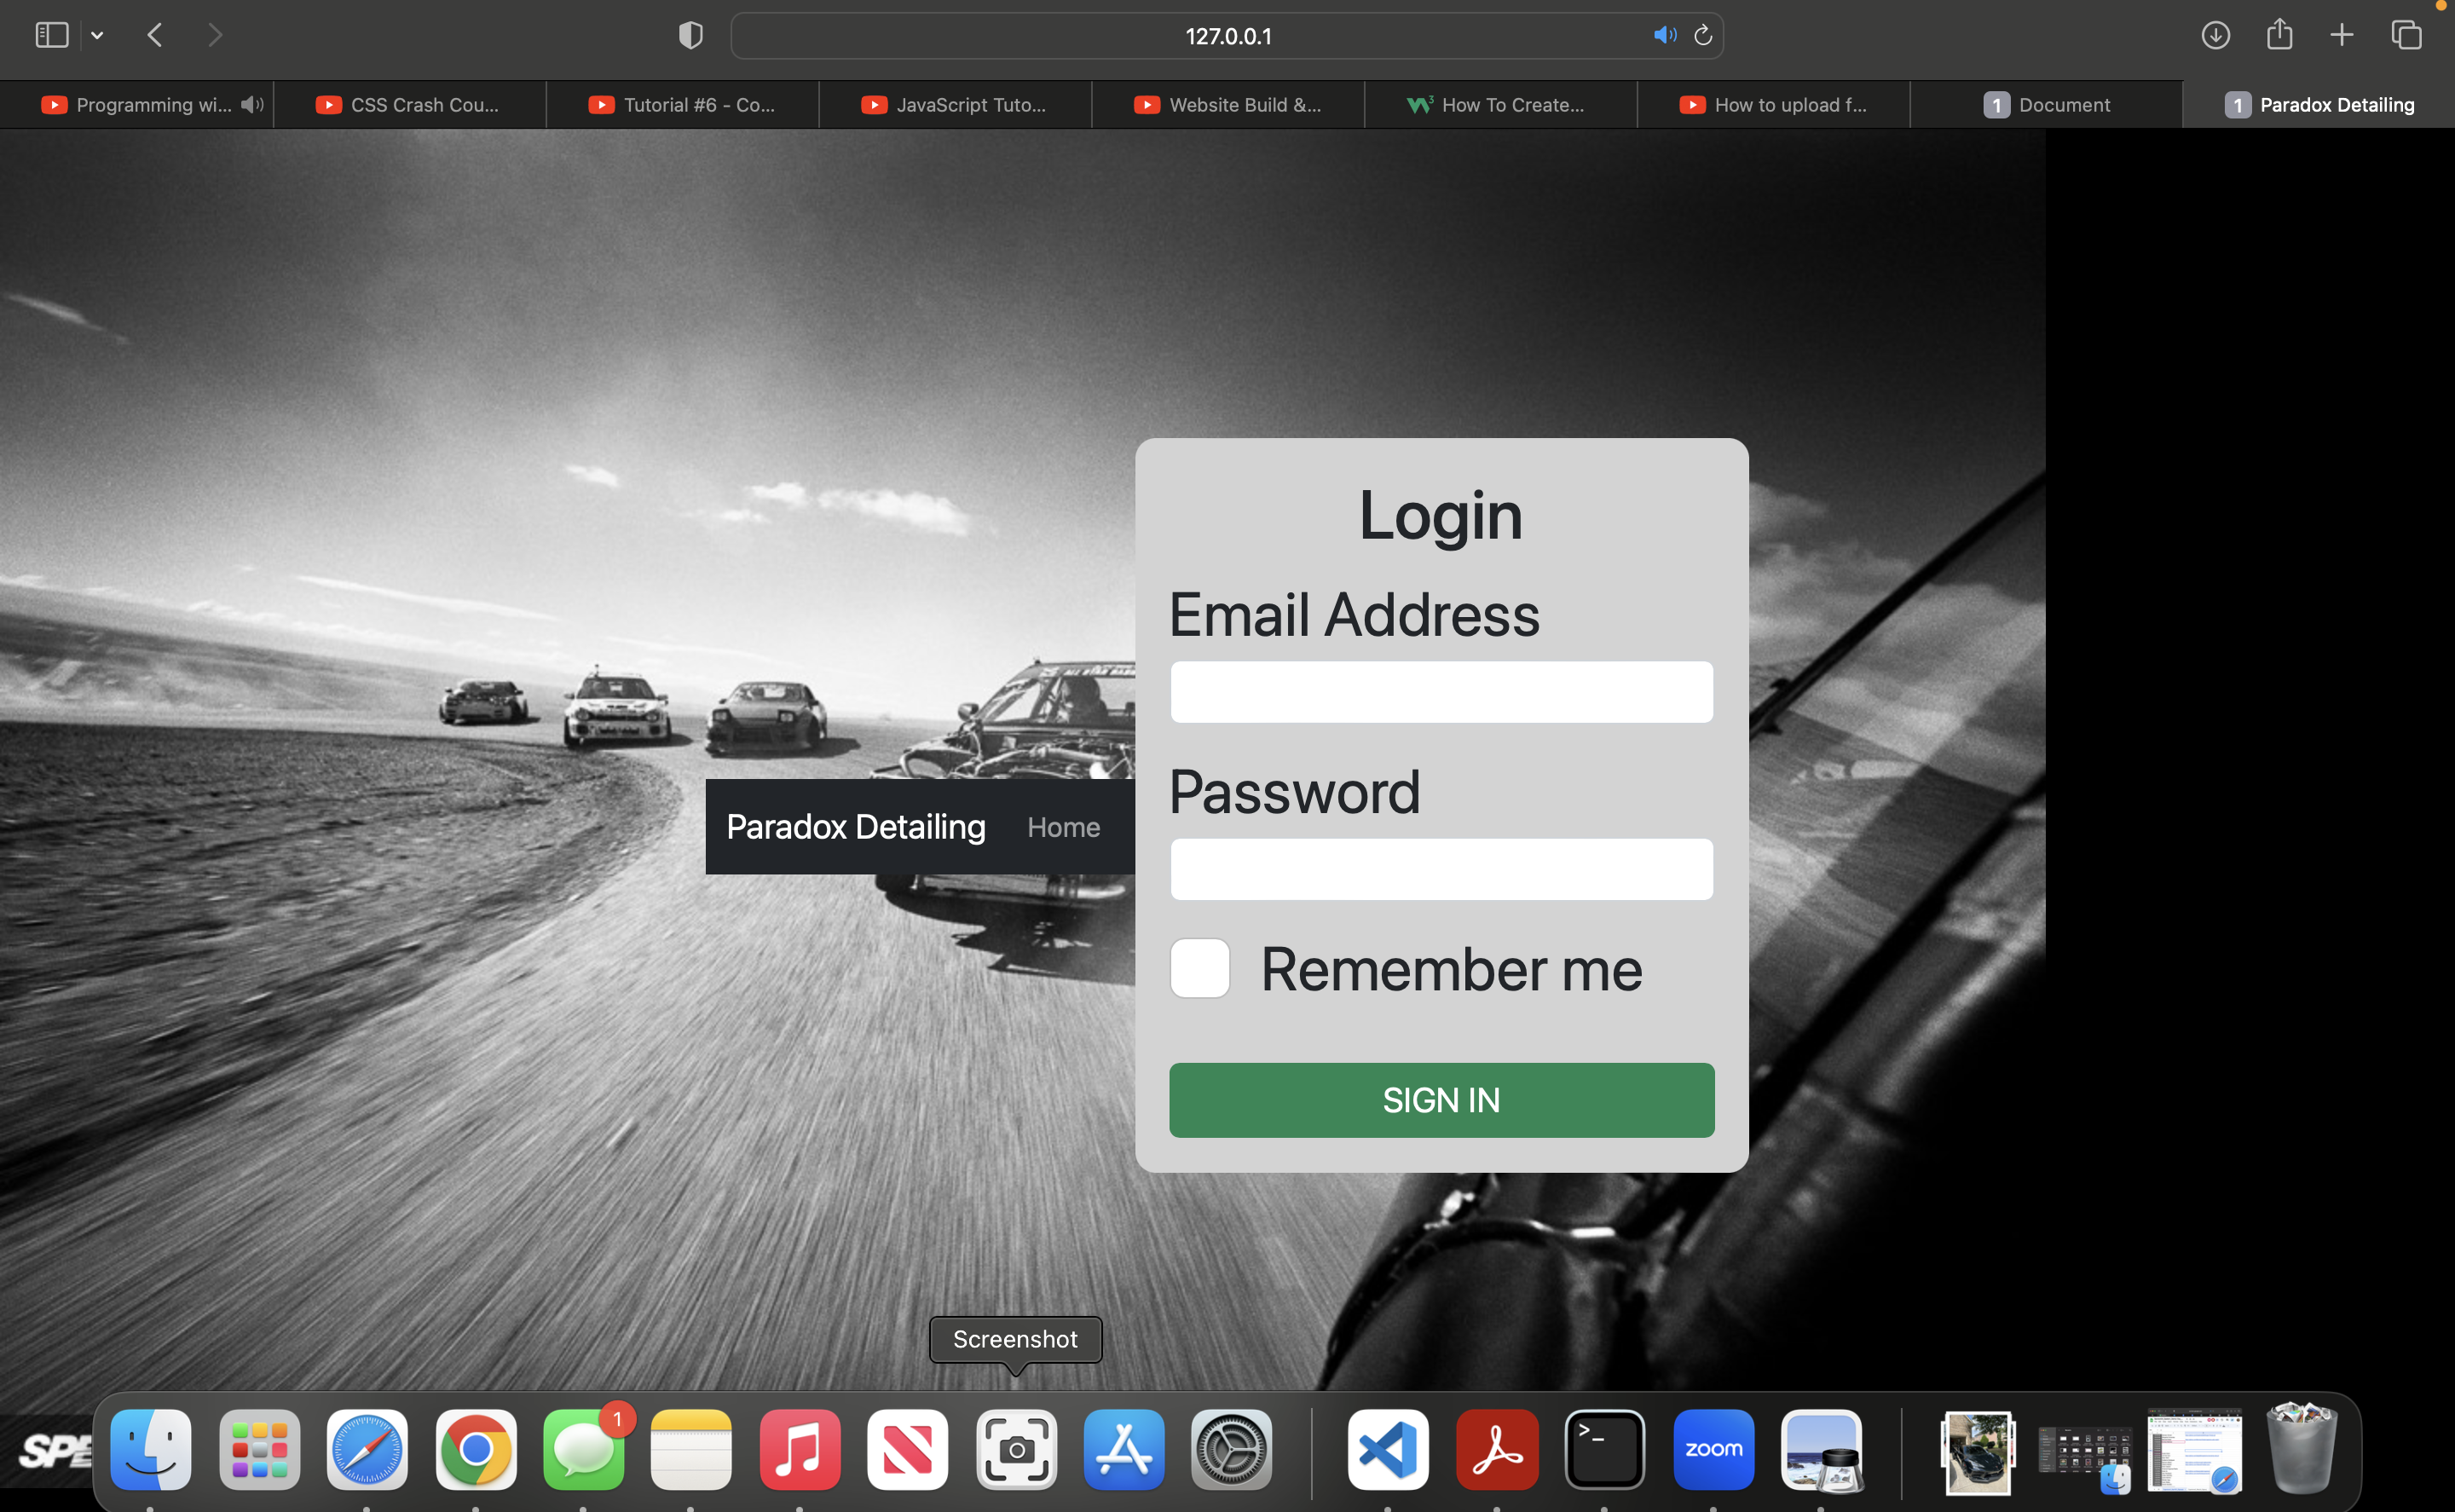 127.0.0.1
Programming wi...
CSS Crash Cou...
Tutorial #6 - Co...
JavaScript Tuto...
Website Build &...
How To Create...
How to upload f...
1 Document
1 Paradox Detailing
Login
Email Address
Password
Paradox Detailing Home
Remember me
SIGN IN
Screenshot
SPE
1
>_
zoom